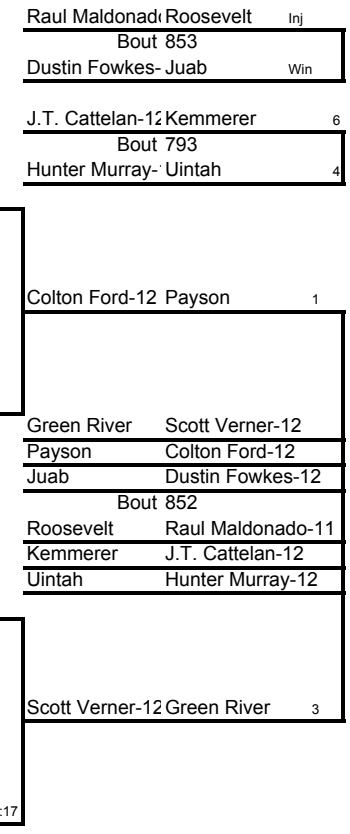 Raul Maldonad Roosevelt Inj
Bout 853
Dustin Fowkes- Juab Win
J.T. Cattelan-12 Kemmerer 6
Bout 793
Hunter Murray- Uintah 4
Colton Ford-12 Payson 1
Green River Scott Verner-12
Payson Colton Ford-12
Juab Dustin Fowkes-12
Bout 852
Roosevelt Raul Maldonado-11
Kemmerer J.T. Cattelan-12
Uintah Hunter Murray-12
Scott Verner-12 Green River 3
:17